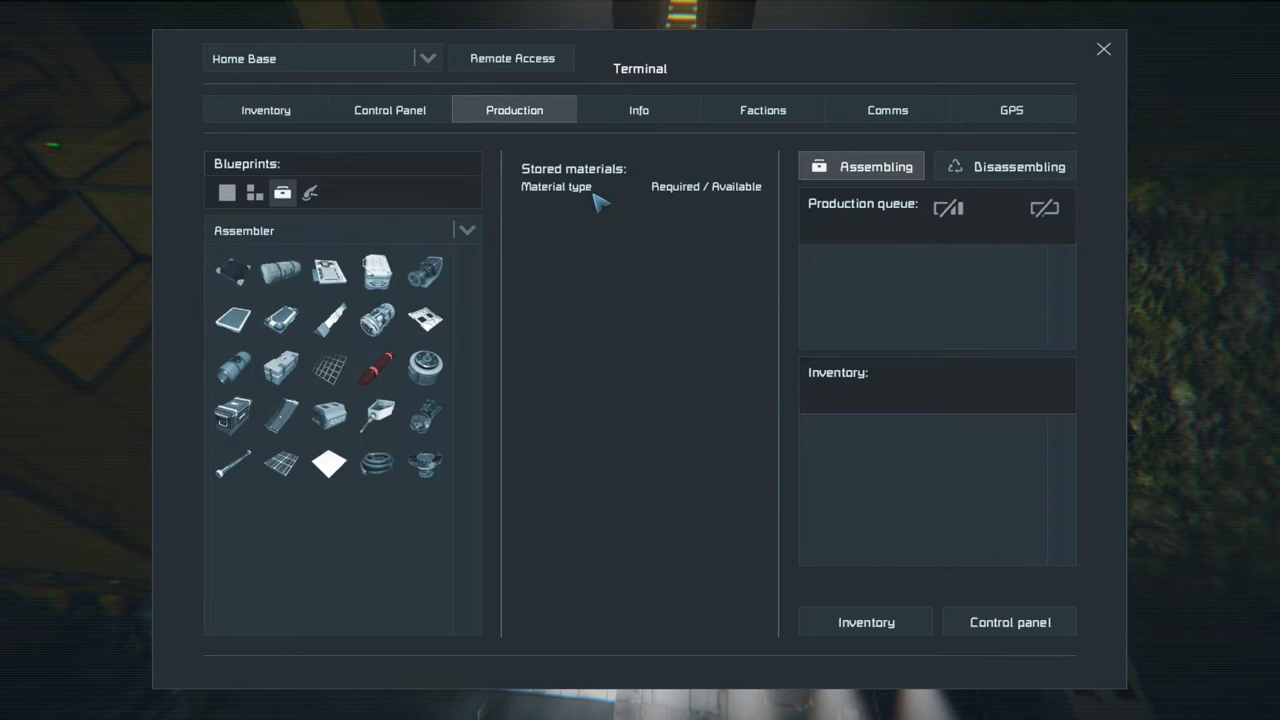 Home Base
Remote Access
Terminal
Inventory
Control Panel
Production
Info
Factions
Comms
GPS
Blueprints:
Assembler
Stored materials:
Material type
Required / Available
Assembling
Disassembling
Production queue:
Inventory:
Inventory
Control panel